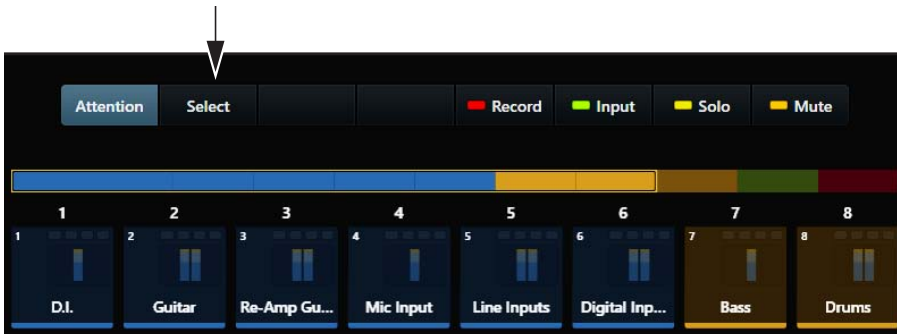 Attention Select Record Input Solo Mute
1 2 3 4 5 6 7 8
1 2 3 4 5 6 7 8
D.I. Guitar Re-Amp Gu... Mic Input Line Inputs Digital Inp... Bass Drums